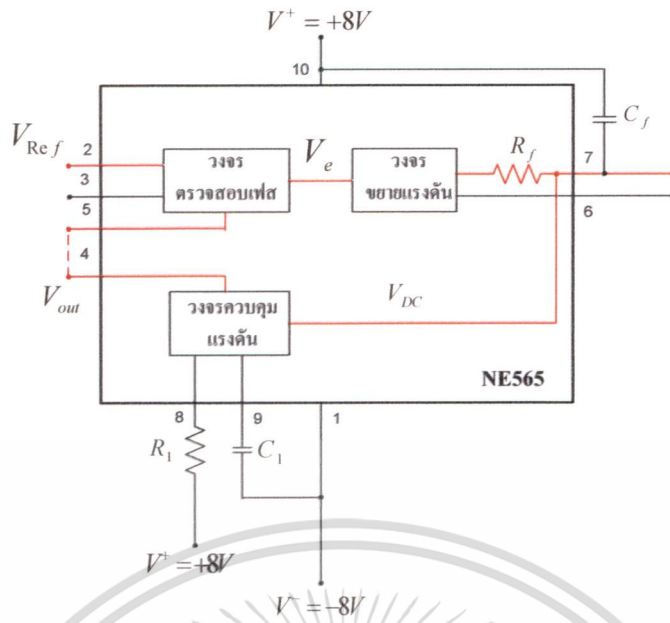 V⁺ = +8V
10
V_Ref
2
3
5
4
V_out
วงจร
ตรวจสอบเฟส
V_e
วงจร
ขยายแรงดัน
R_f
C_f
7
6
วงจรควบคุม
แรงดัน
V_DC
NE565
8
9
1
R₁
C₁
V⁺ = +8V
V⁻ = −8V